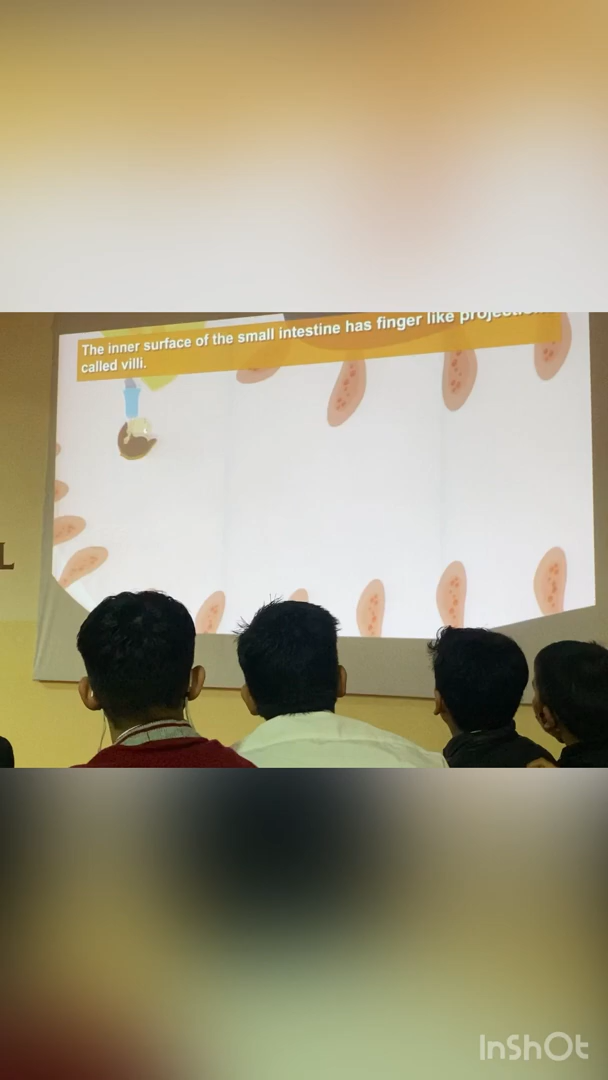 The inner surface of the small intestine has finger like
called villi.
L
InShOt